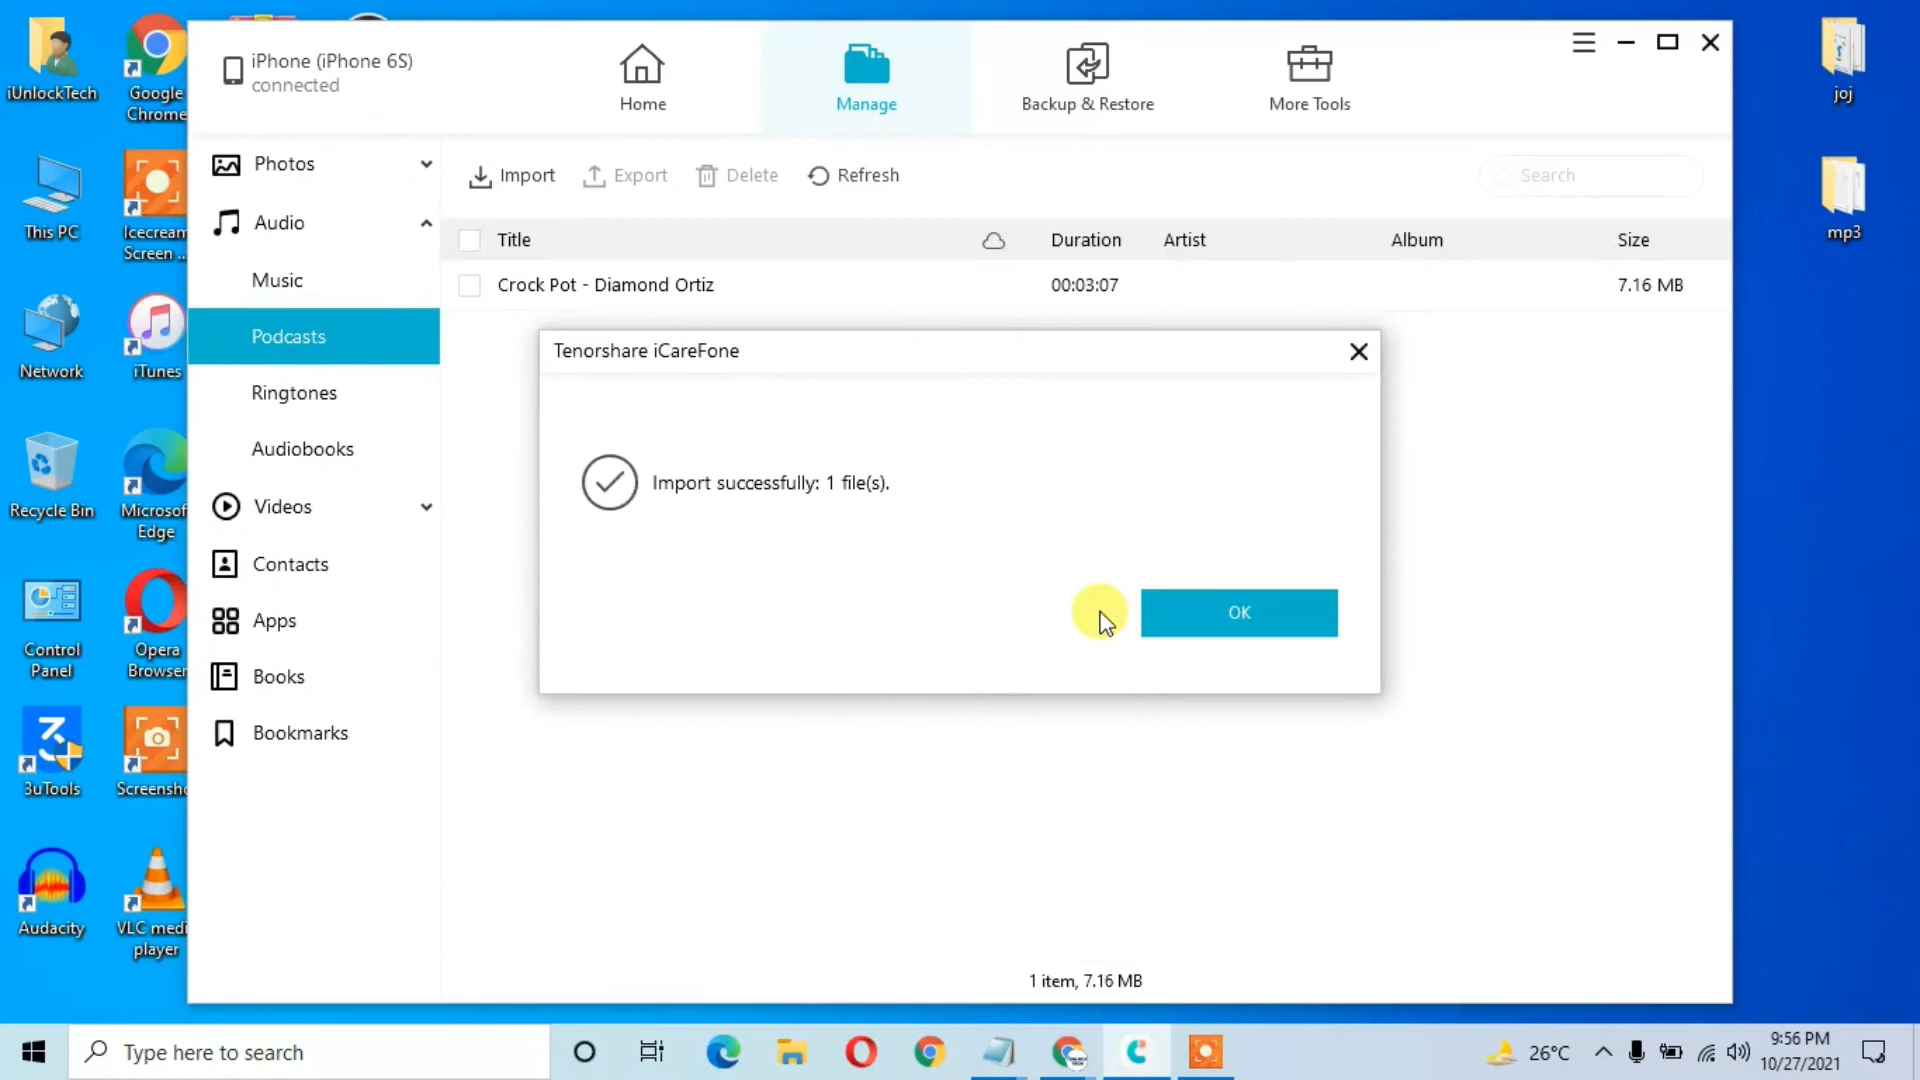 iPhone (iPhone 6S)
connected
Home
Manage
Backup & Restore
More Tools
Photos
Audio
Music
Podcasts
Ringtones
Audiobooks
Videos
Contacts
Apps
Books
Bookmarks
Import
Export
Delete
Refresh
Search
Title
Duration
Artist
Album
Size
Crock Pot - Diamond Ortiz
00:03:07
7.16 MB
Tenorshare iCareFone
Import successfully: 1 file(s).
OK
1 item, 7.16 MB
iUnlockTech
Google
Chrome
This PC
Icecream
Screen ...
Network
iTunes
Recycle Bin
Microsof
Edge
Control
Panel
Opera
Browser
3uTools
Screensho
Audacity
VLC medi
player
joj
mp3
Type here to search
26°C
9:56 PM
10/27/2021